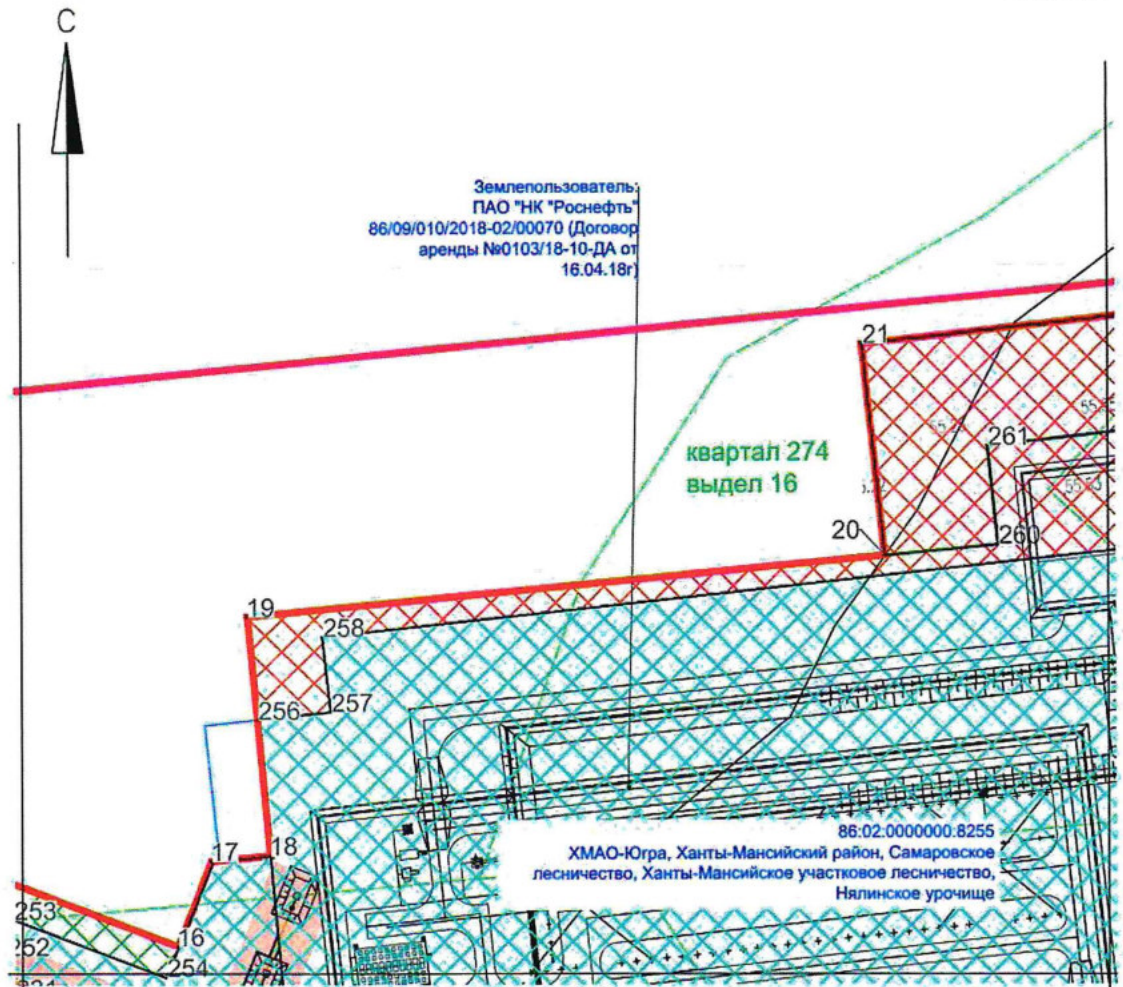 С
Землепользователь:
ПАО "НК "Роснефть"
86/09/010/2018-02/00070 (Договор
аренды №0103/18-10-ДА от
16.04.18г)
21
261
квартал 274
выдел 16
20
260
19
258
257
256
86:02:0000000:8255
ХМАО-Югра, Ханты-Мансийский район, Самаровское
лесничество, Ханты-Мансийское участковое лесничество,
Нялинское урочище
18
17
253
16
252
254